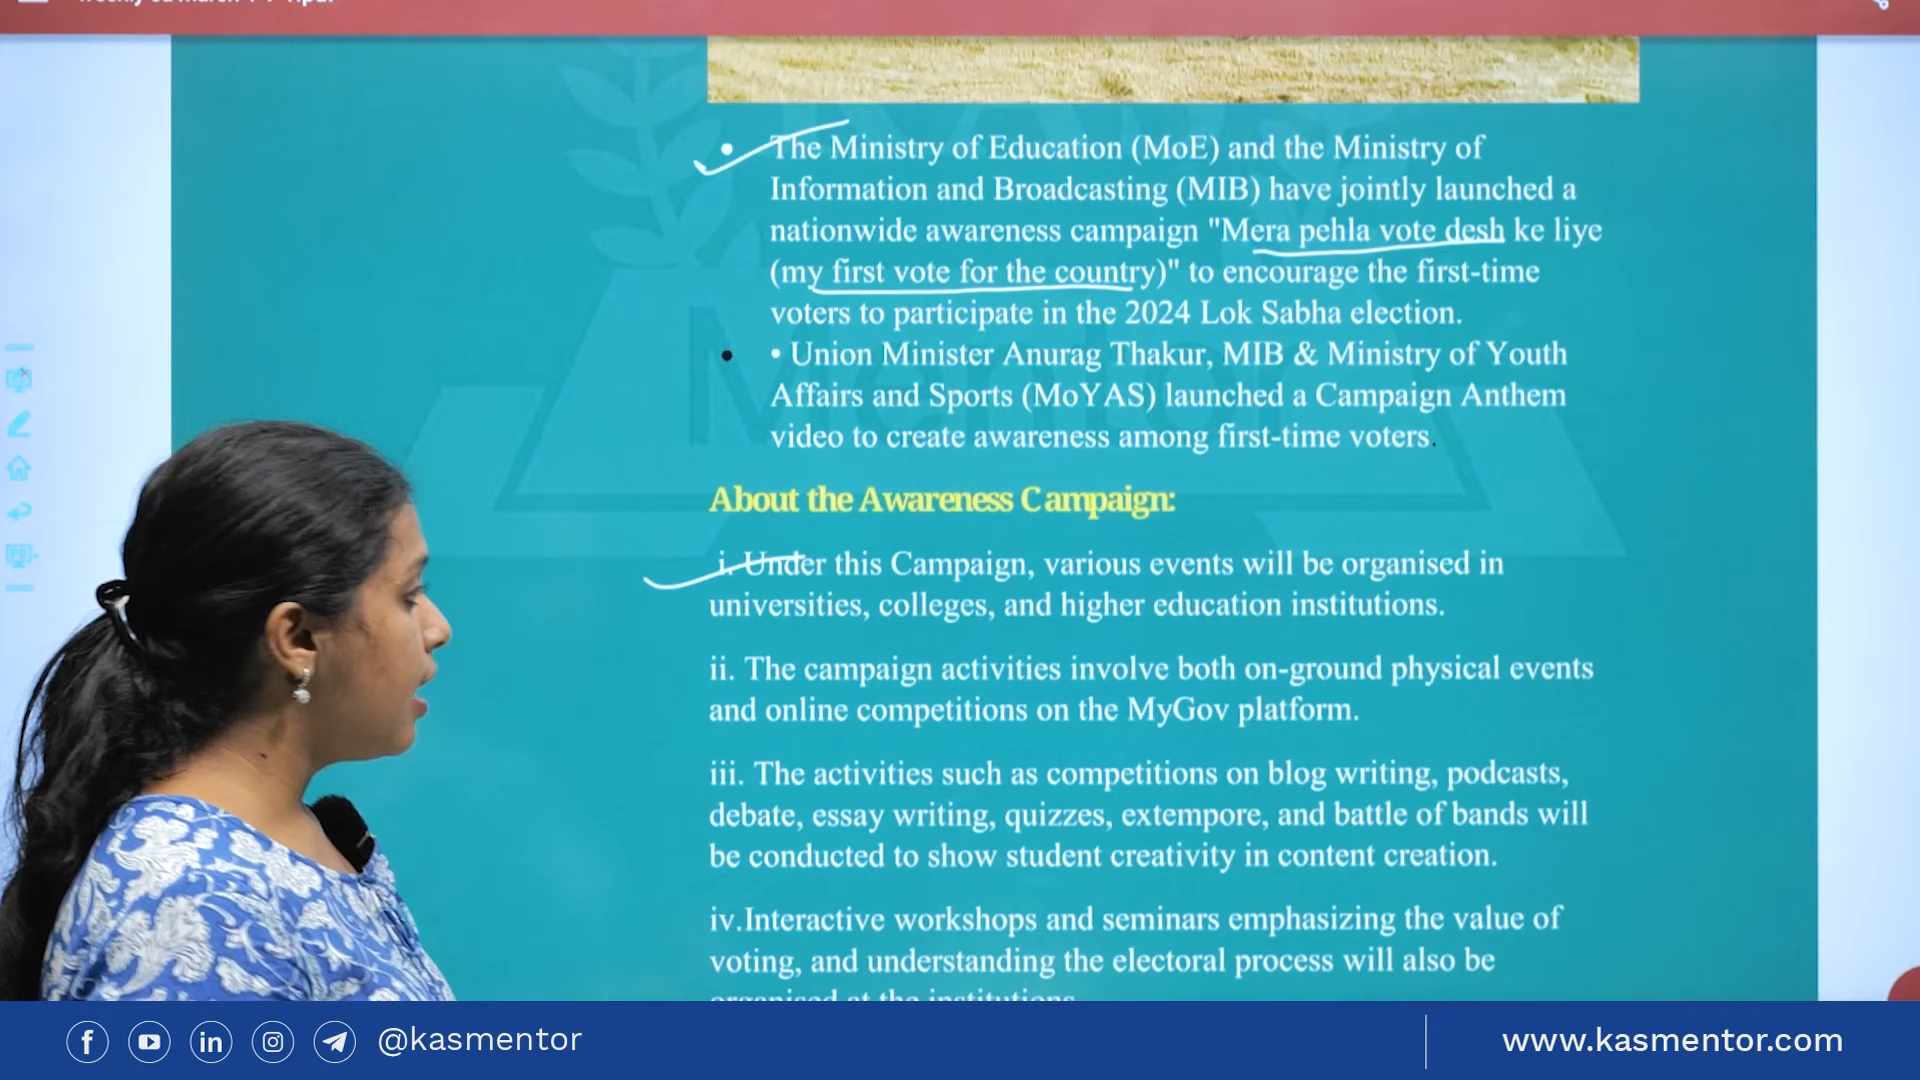 • The Ministry of Education (MoE) and the Ministry of
Information and Broadcasting (MIB) have jointly launched a
nationwide awareness campaign "Mera pehla vote desh ke liye
(my first vote for the country)" to encourage the first-time
voters to participate in the 2024 Lok Sabha election.
• • Union Minister Anurag Thakur, MIB & Ministry of Youth
Affairs and Sports (MoYAS) launched a Campaign Anthem
video to create awareness among first-time voters.
About the Awareness Campaign:
i. Under this Campaign, various events will be organised in
universities, colleges, and higher education institutions.
ii. The campaign activities involve both on-ground physical events
and online competitions on the MyGov platform.
iii. The activities such as competitions on blog writing, podcasts,
debate, essay writing, quizzes, extempore, and battle of bands will
be conducted to show student creativity in content creation.
iv.Interactive workshops and seminars emphasizing the value of
voting, and understanding the electoral process will also be
organised at the institutions.
Mentor
@kasmentor
www.kasmentor.com